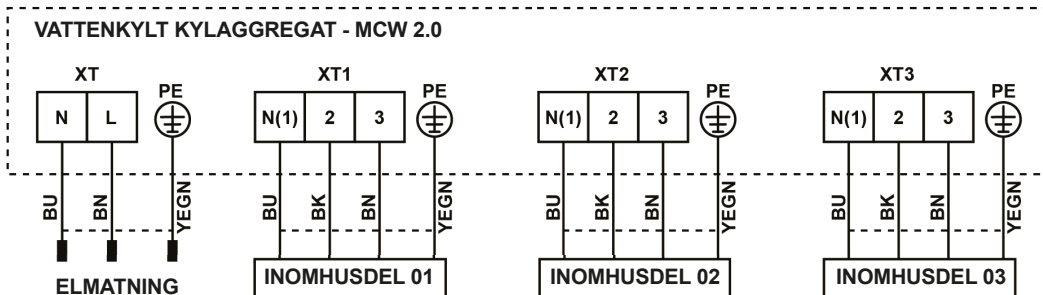 VATTENKYLT KYLAGGREGAT - MCW 2.0
XT XT1 XT2 XT3
PE PE PE PE
N L N(1) 2 3 N(1) 2 3 N(1) 2 3
BU BN YEGN BU BK BN YEGN BU BK BN YEGN BU BK BN YEGN
ELMATNING INOMHUSDEL 01 INOMHUSDEL 02 INOMHUSDEL 03